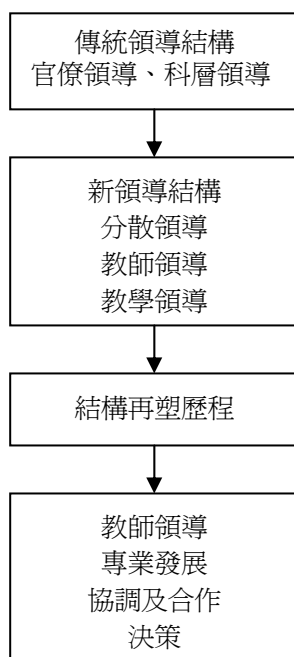 傳統領導結構
官僚領導、科層領導
新領導結構
分散領導
教師領導
教學領導
結構再塑歷程
教師領導
專業發展
協調及合作
決策